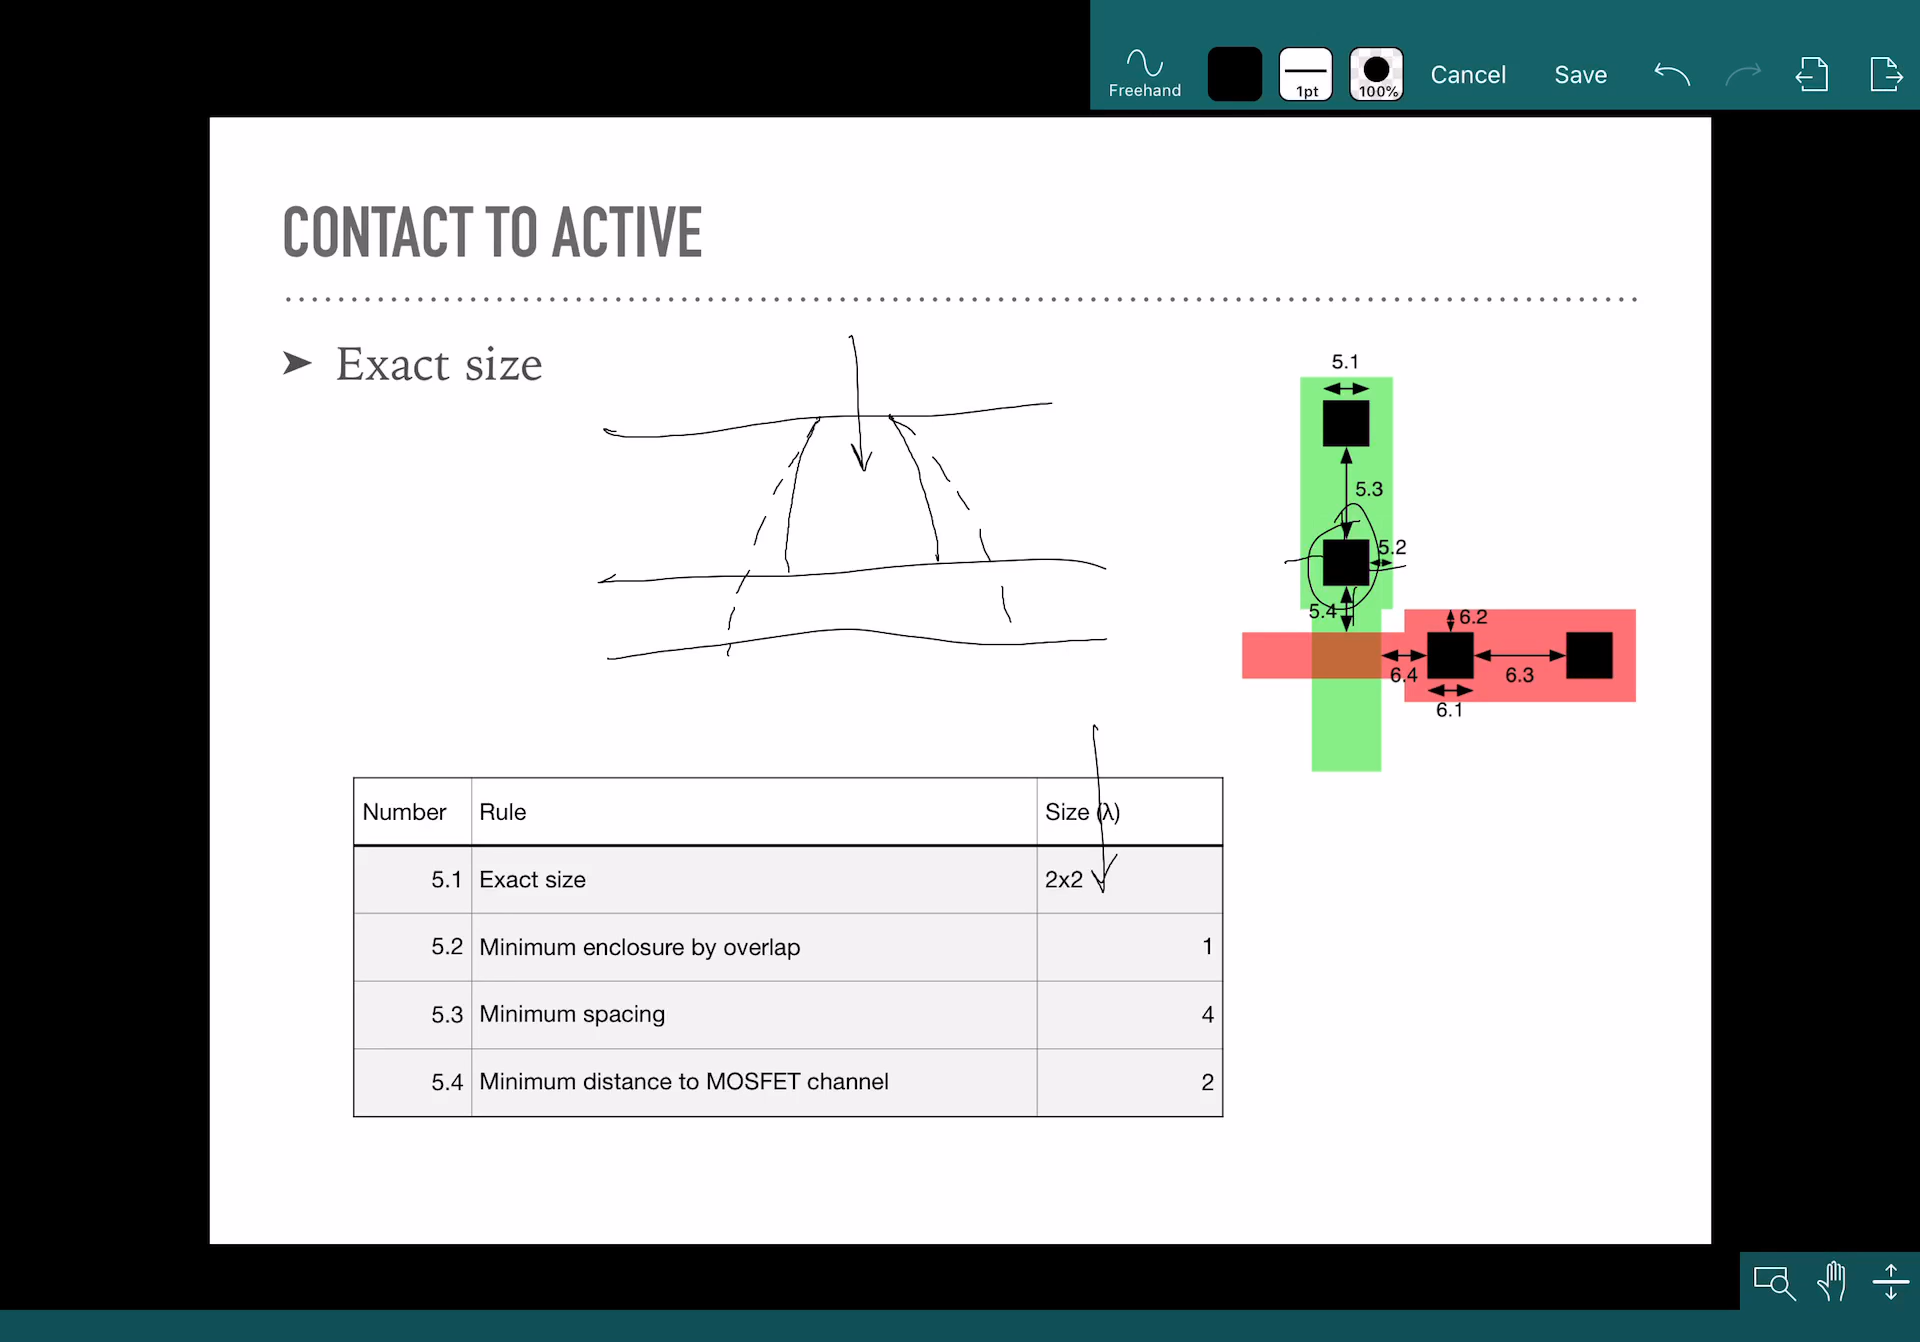 Freehand
1pt
100%
Cancel
Save
CONTACT TO ACTIVE
➤ Exact size
5.1
5.3
5.2
5.4
6.2
6.4
6.3
6.1
Number Rule Size (λ)
5.1 Exact size 2x2
5.2 Minimum enclosure by overlap 1
5.3 Minimum spacing 4
5.4 Minimum distance to MOSFET channel 2